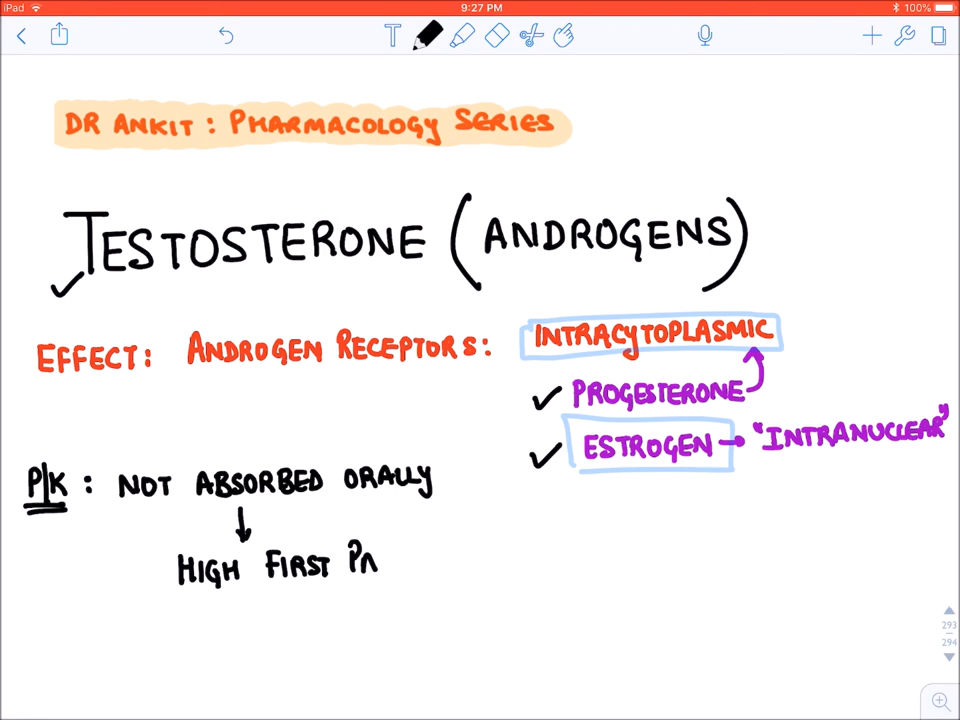 iPad 9:27 PM 100%
T
DR ANKIT : PHARMACOLOGY SERIES
TESTOSTERONE (ANDROGENS)
EFFECT: ANDROGEN RECEPTORS: INTRACYTOPLASMIC
PROGESTERONE
ESTROGEN → "INTRANUCLEAR"
P/K : NOT ABSORBED ORALLY
↓
HIGH FIRST PA
293
294